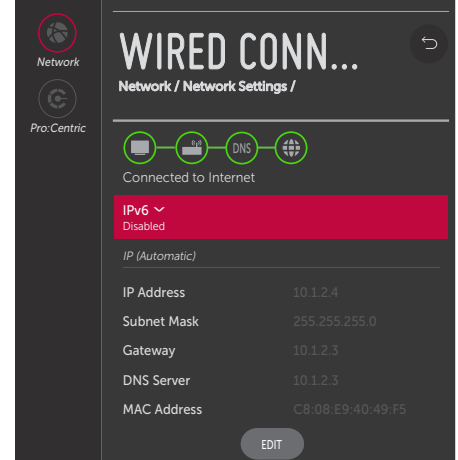 Network
Pro:Centric
WIRED CONN...
Network / Network Settings /
DNS
Connected to Internet
IPv6
Disabled
IP (Automatic)
IP Address 10.1.2.4
Subnet Mask 255.255.255.0
Gateway 10.1.2.3
DNS Server 10.1.2.3
MAC Address C8:08:E9:40:49:F5
EDIT